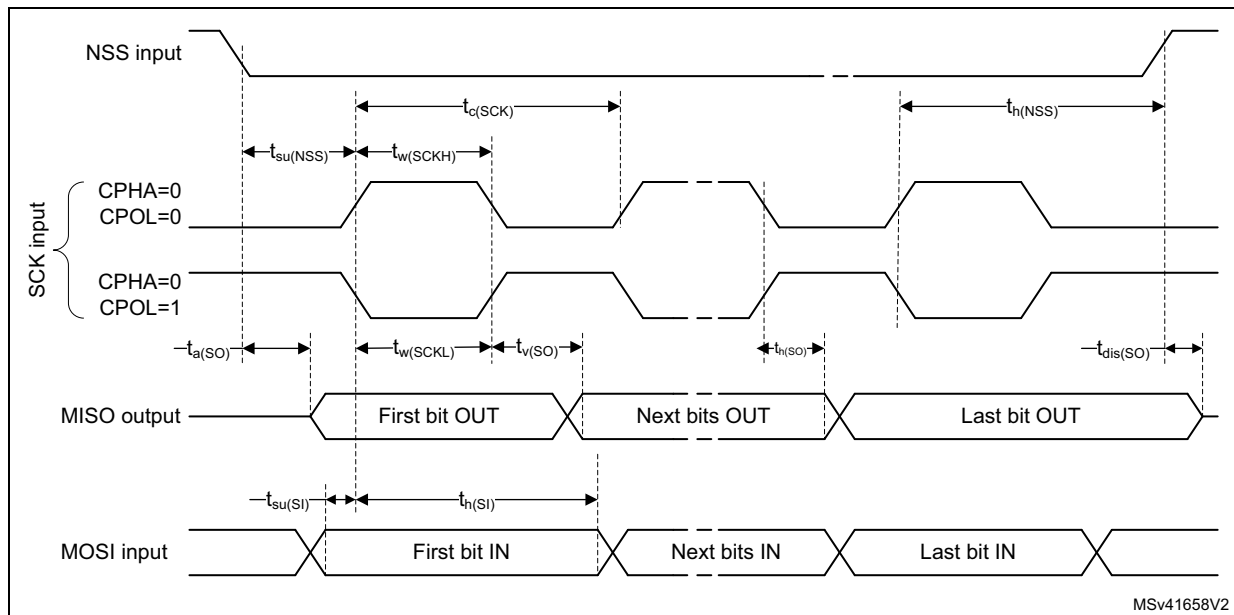 NSS input
tc(SCK)
th(NSS)
tsu(NSS)
tw(SCKH)
SCK input
CPHA=0
CPOL=0
CPHA=0
CPOL=1
ta(SO)
tw(SCKL)
tv(SO)
th(SO)
tdis(SO)
MISO output
First bit OUT
Next bits OUT
Last bit OUT
tsu(SI)
th(SI)
MOSI input
First bit IN
Next bits IN
Last bit IN
MSv41658V2